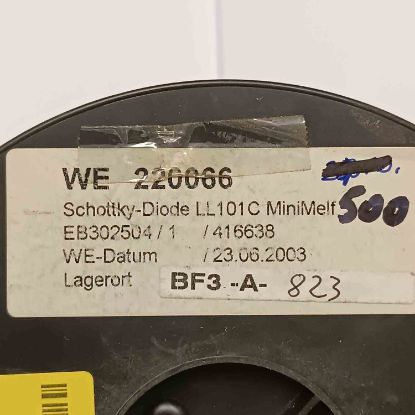 WE 220066
Schottky-Diode LL101C MiniMelf 500
EB302504 / 1 / 416638
WE-Datum / 23.06.2003
Lagerort BF3 -A- 823